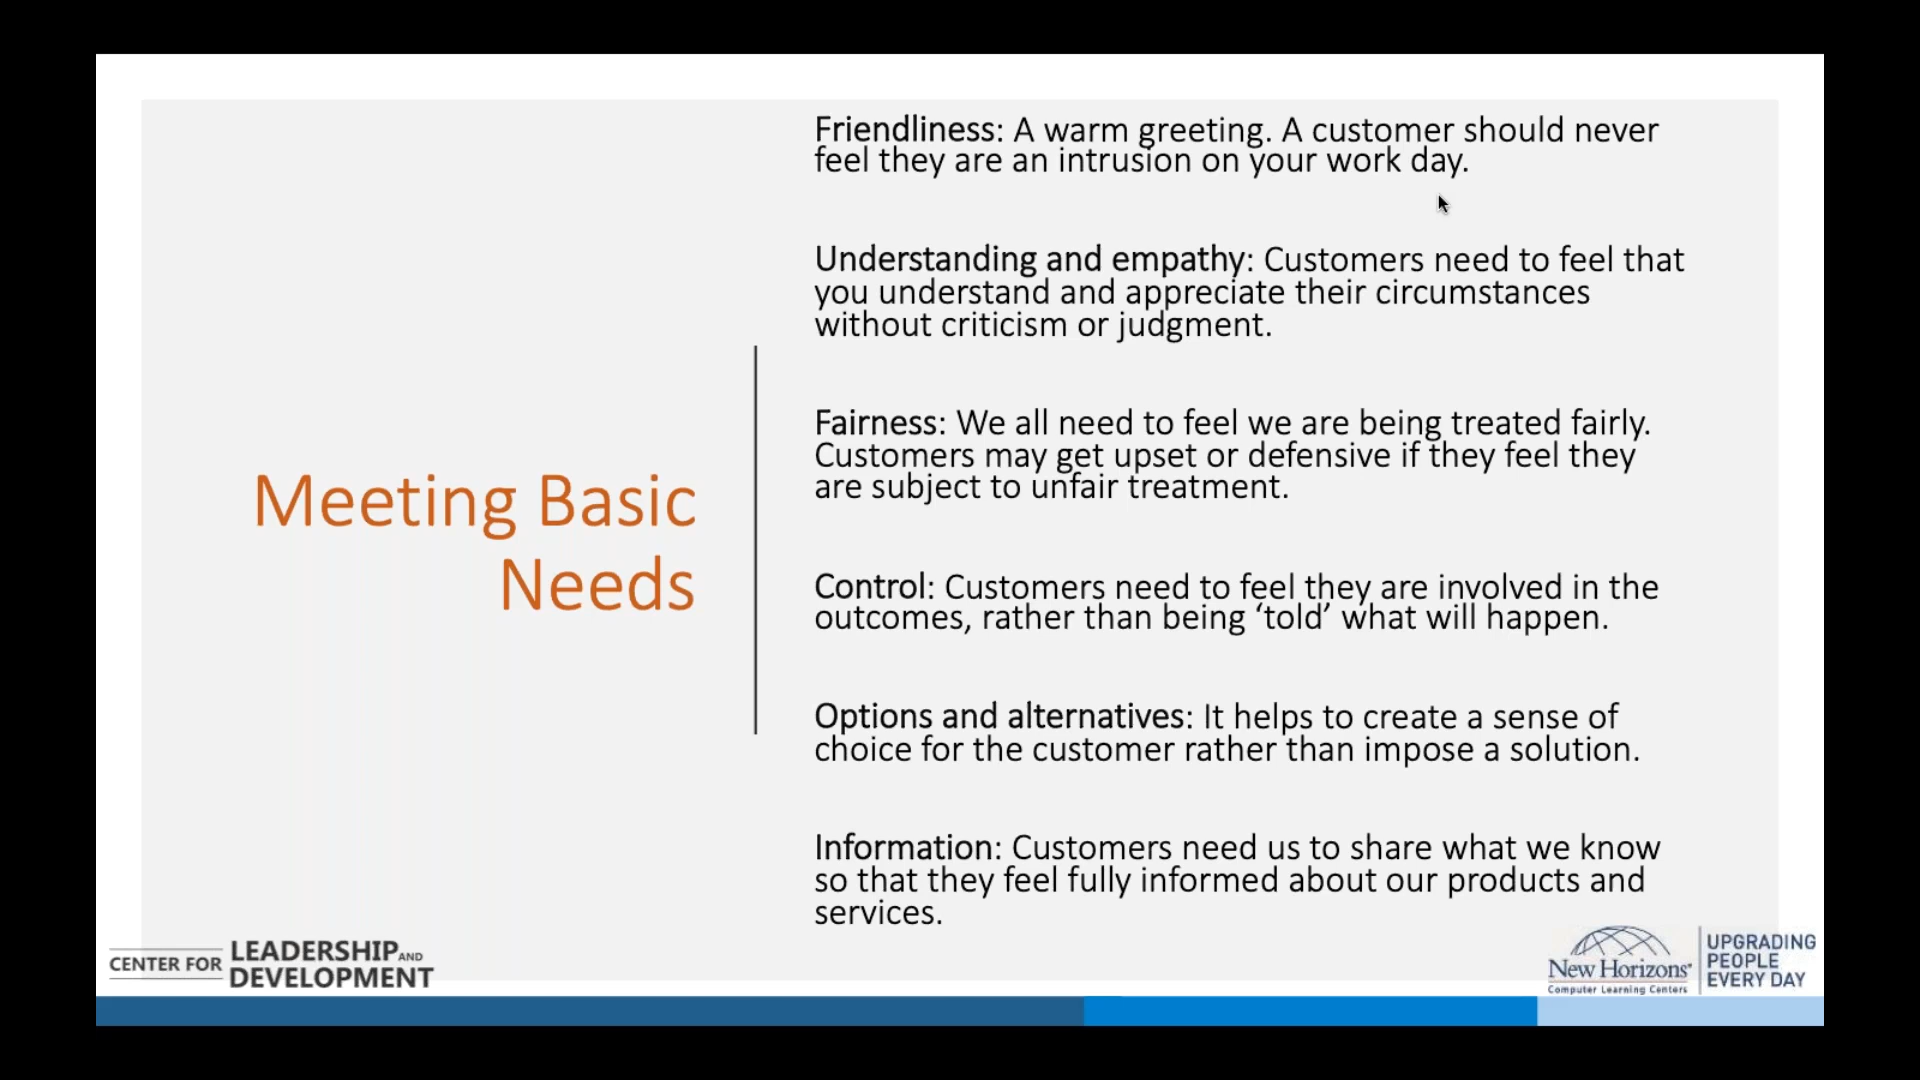 Meeting Basic
Needs
Friendliness: A warm greeting. A customer should never
feel they are an intrusion on your work day.
Understanding and empathy: Customers need to feel that
you understand and appreciate their circumstances
without criticism or judgment.
Fairness: We all need to feel we are being treated fairly.
Customers may get upset or defensive if they feel they
are subject to unfair treatment.
Control: Customers need to feel they are involved in the
outcomes, rather than being ‘told’ what will happen.
Options and alternatives: It helps to create a sense of
choice for the customer rather than impose a solution.
Information: Customers need us to share what we know
so that they feel fully informed about our products and
services.
CENTER FOR LEADERSHIP AND
DEVELOPMENT
New Horizons®
Computer Learning Centers
UPGRADING
PEOPLE
EVERY DAY